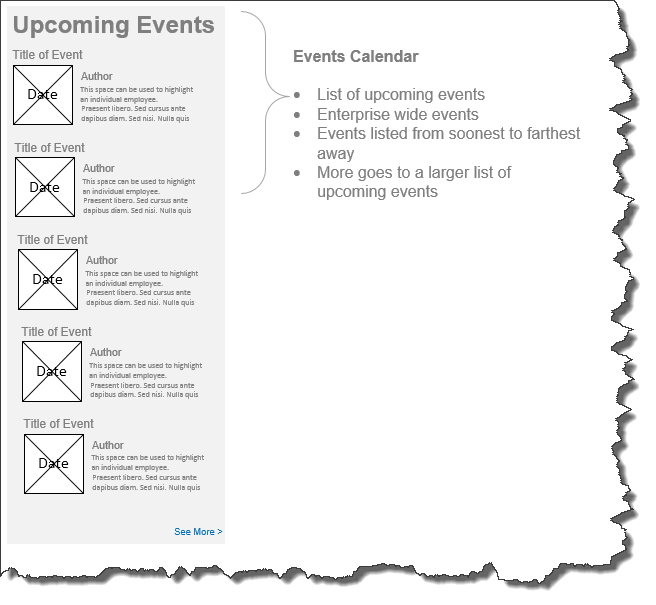 Upcoming Events
Title of Event
Date
Author
This space can be used to highlight
an individual employee.
Praesent libero. Sed cursus ante
dapibus diam. Sed nisi. Nulla quis
Title of Event
Date
Author
This space can be used to highlight
an individual employee.
Praesent libero. Sed cursus ante
dapibus diam. Sed nisi. Nulla quis
Title of Event
Date
Author
This space can be used to highlight
an individual employee.
Praesent libero. Sed cursus ante
dapibus diam. Sed nisi. Nulla quis
Title of Event
Date
Author
This space can be used to highlight
an individual employee.
Praesent libero. Sed cursus ante
dapibus diam. Sed nisi. Nulla quis
Title of Event
Date
Author
This space can be used to highlight
an individual employee.
Praesent libero. Sed cursus ante
dapibus diam. Sed nisi. Nulla quis
See More >
Events Calendar
• List of upcoming events
• Enterprise wide events
• Events listed from soonest to farthest
away
• More goes to a larger list of
upcoming events